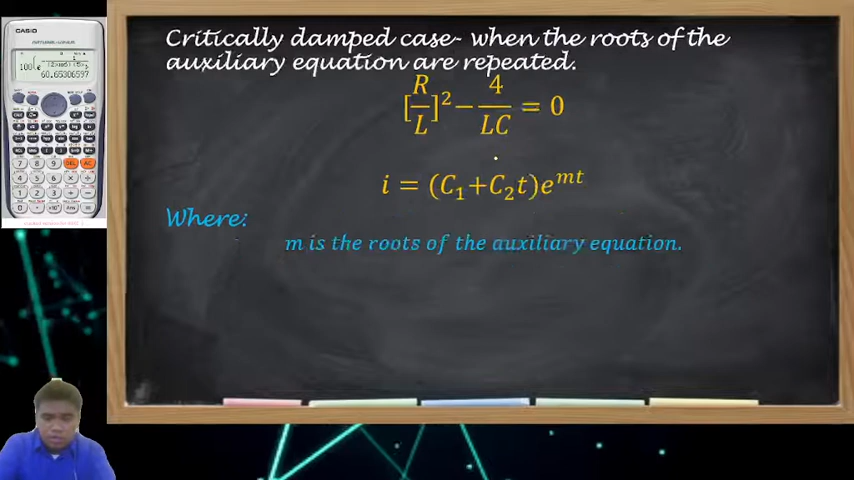 CASIO
60.65306597
Critically damped case- when the roots of the
auxiliary equation are repeated.
[R/L]² − 4/LC = 0
i = (C₁+C₂t)eᵐᵗ
Where:
m is the roots of the auxiliary equation.